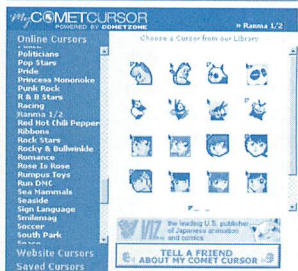 My COMETCURSOR
POWERED BY COMETZONE
» Ranma 1/2
Online Cursors
Choose a Cursor from our Library
Politicians
Pop Stars
Pride
Princess Mononoke
Punk Rock
R & B Stars
Racing
Ranma 1/2
Red Hot Chili Pepper
Ribbons
Rock Stars
Rocky & Bullwinkle
Romance
Rose Is Rose
Rumpus Toys
Run DMC
Sea Mammals
Seaside
Sign Language
Smilemag
Soccer
South Park
VIZ the leading U.S. publisher
of Japanese animation
and comics
Website Cursors
TELL A FRIEND
ABOUT MY COMET CURSOR
Saved Cursors